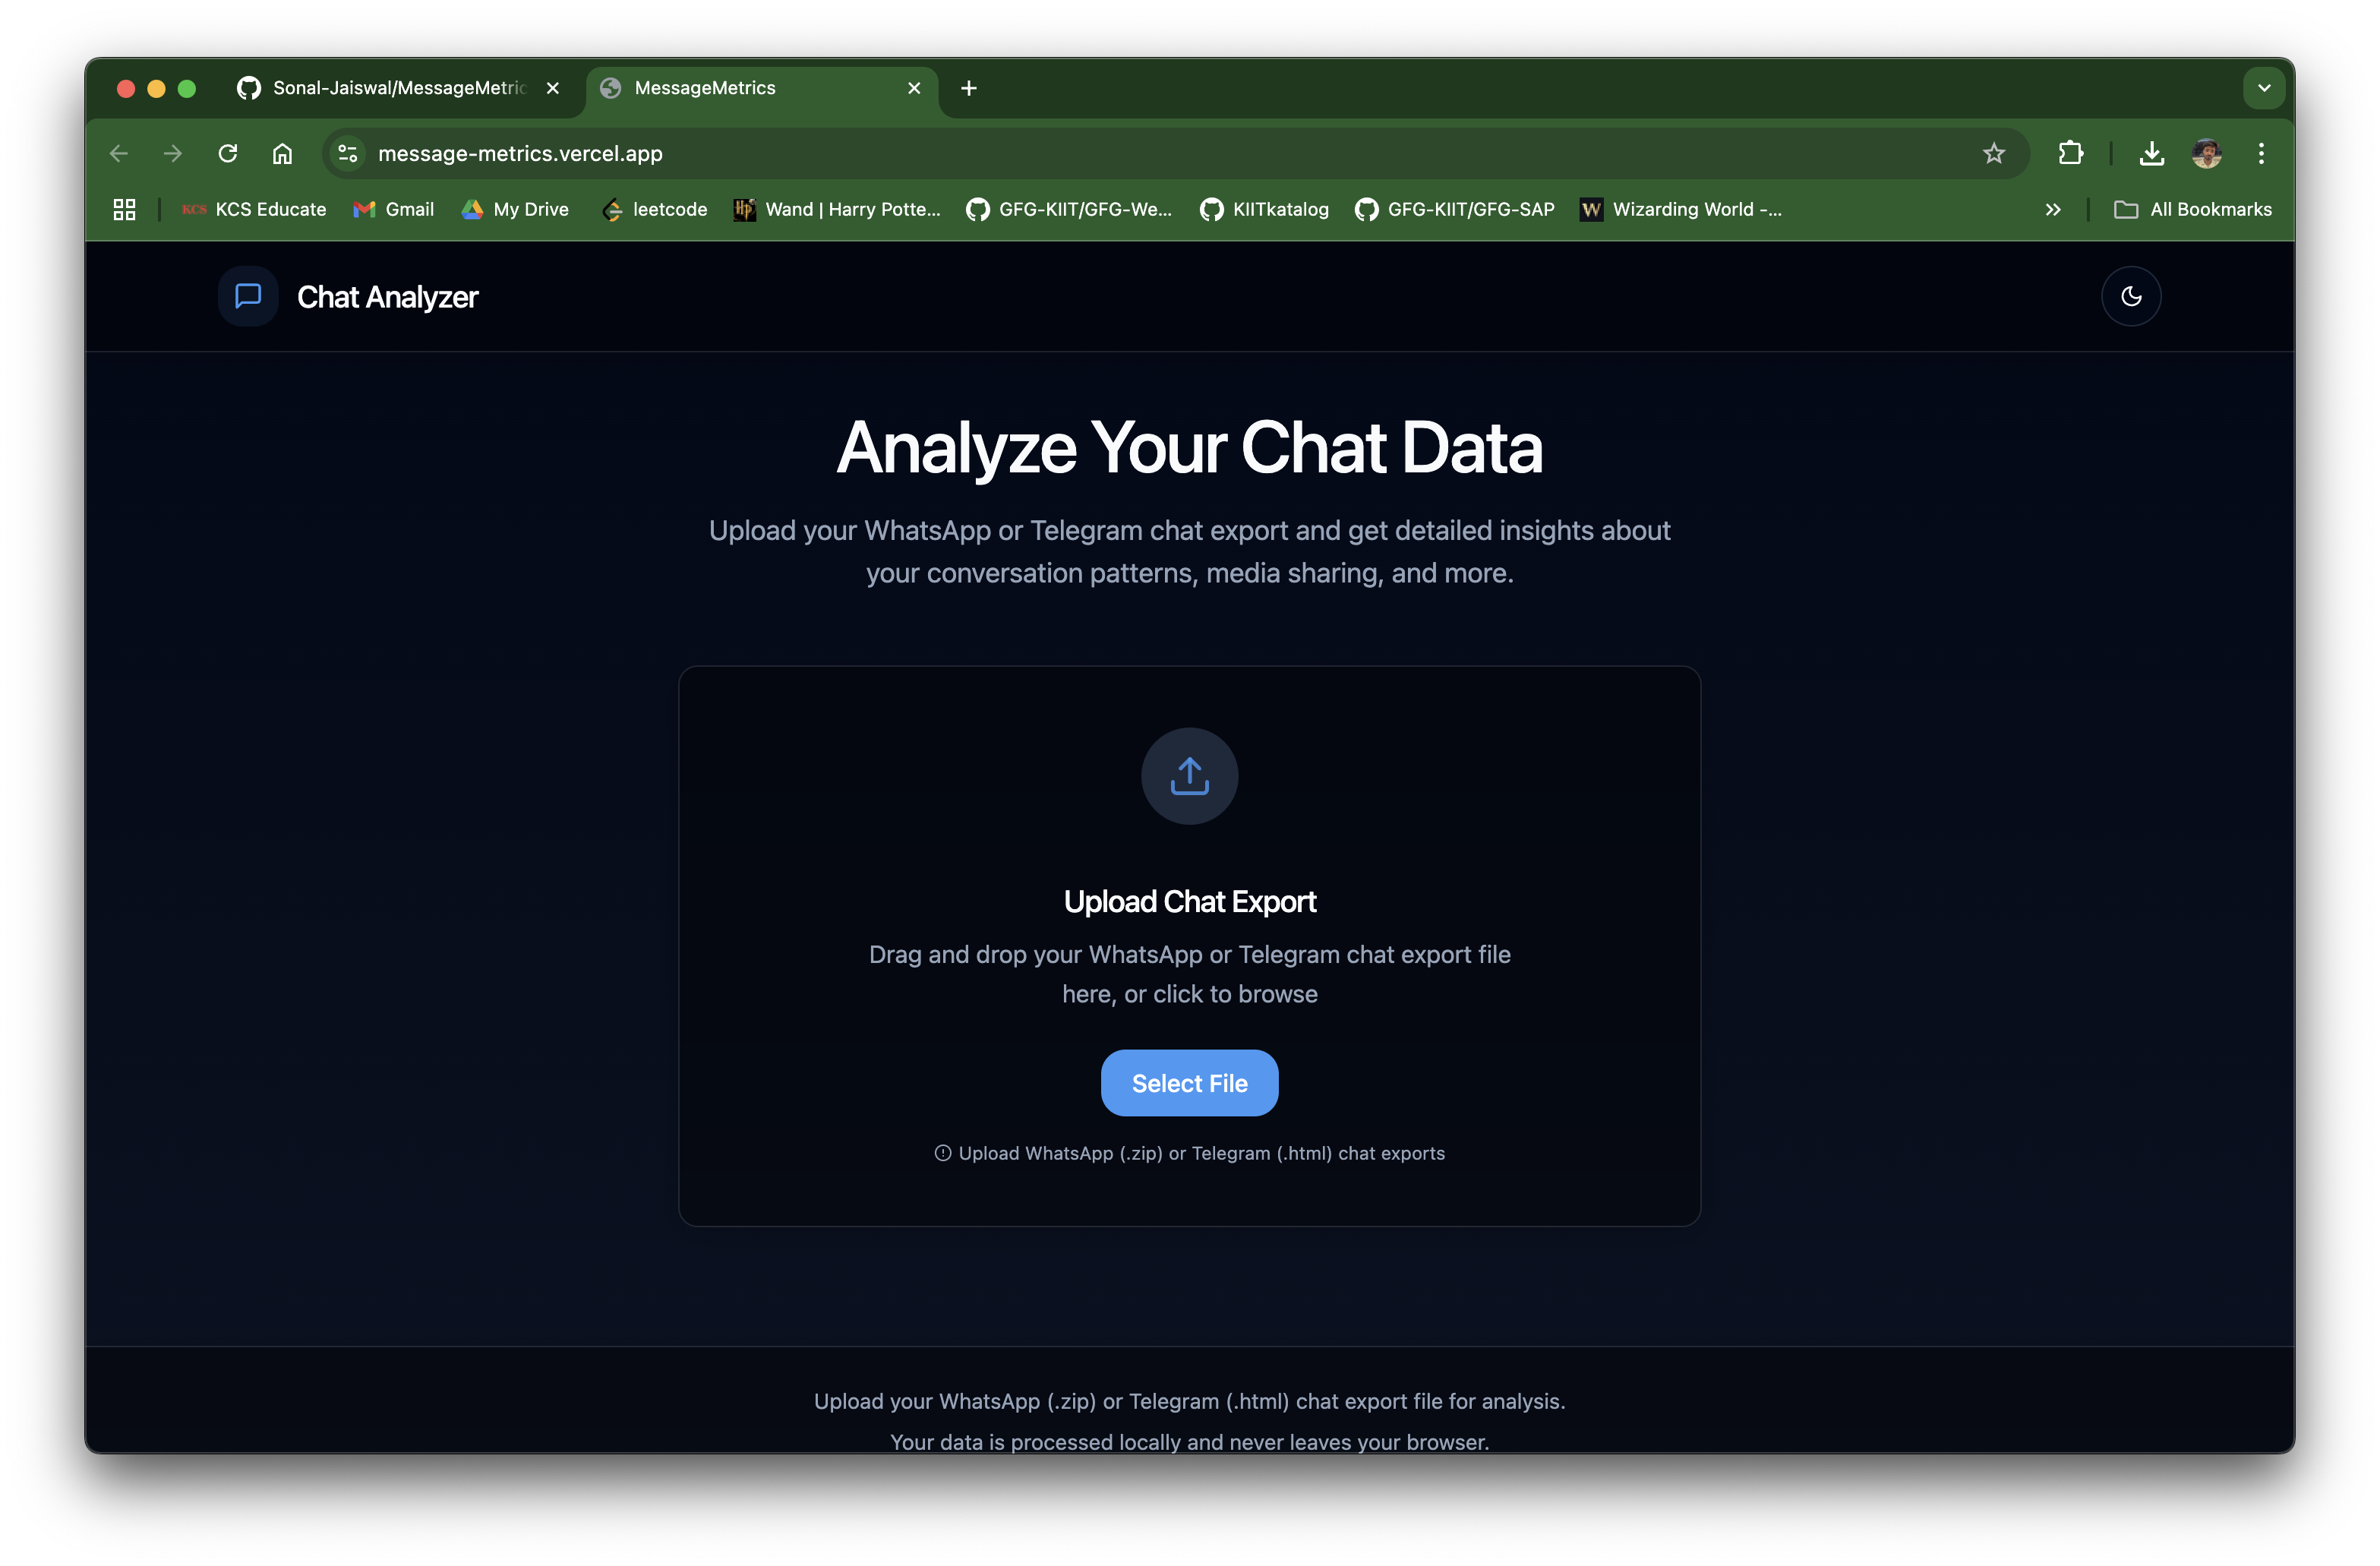 Sonal-Jaiswal/MessageMetric
MessageMetrics
message-metrics.vercel.app
KCS KCS Educate
Gmail
My Drive
leetcode
Wand | Harry Potte...
GFG-KIIT/GFG-We...
KIITkatalog
GFG-KIIT/GFG-SAP
W Wizarding World -...
All Bookmarks
Chat Analyzer
Analyze Your Chat Data
Upload your WhatsApp or Telegram chat export and get detailed insights about
your conversation patterns, media sharing, and more.
Upload Chat Export
Drag and drop your WhatsApp or Telegram chat export file
here, or click to browse
Select File
Upload WhatsApp (.zip) or Telegram (.html) chat exports
Upload your WhatsApp (.zip) or Telegram (.html) chat export file for analysis.
Your data is processed locally and never leaves your browser.